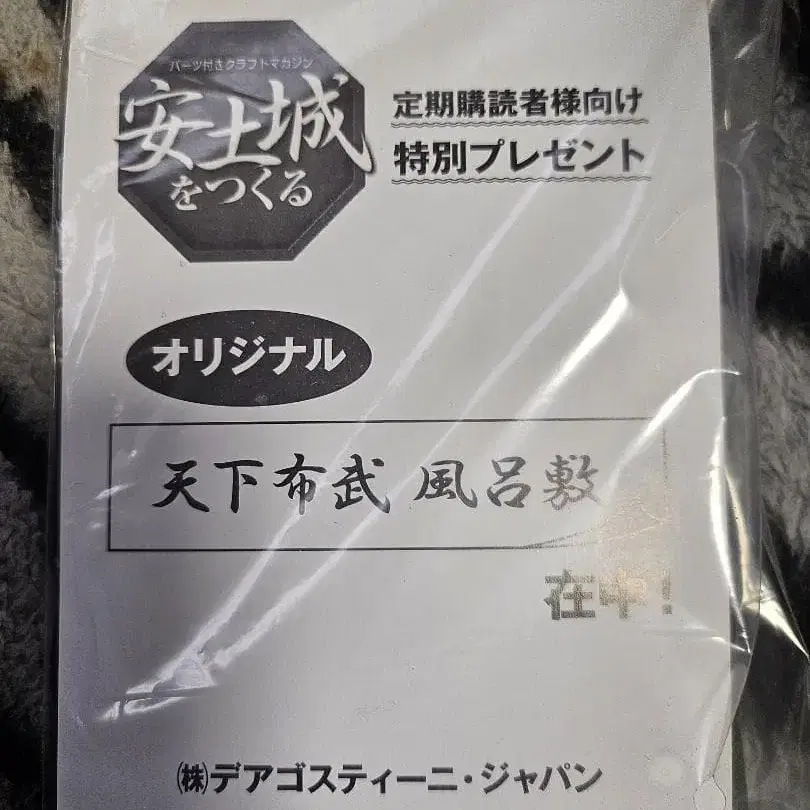 パーツ付きクラフトマガジン
安土城
をつくる
定期購読者様向け
特別プレゼント
オリジナル
天下布武 風呂敷
在中!
㈱デアゴスティーニ・ジャパン